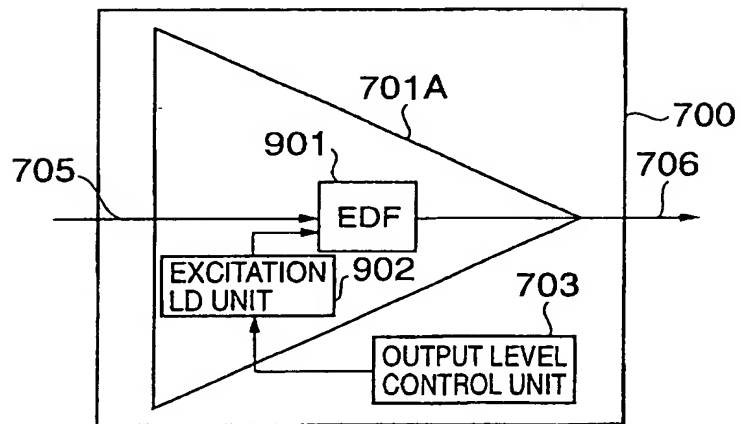 701A
700
901
705
706
EDF
EXCITATION
LD UNIT
902
703
OUTPUT LEVEL
CONTROL UNIT